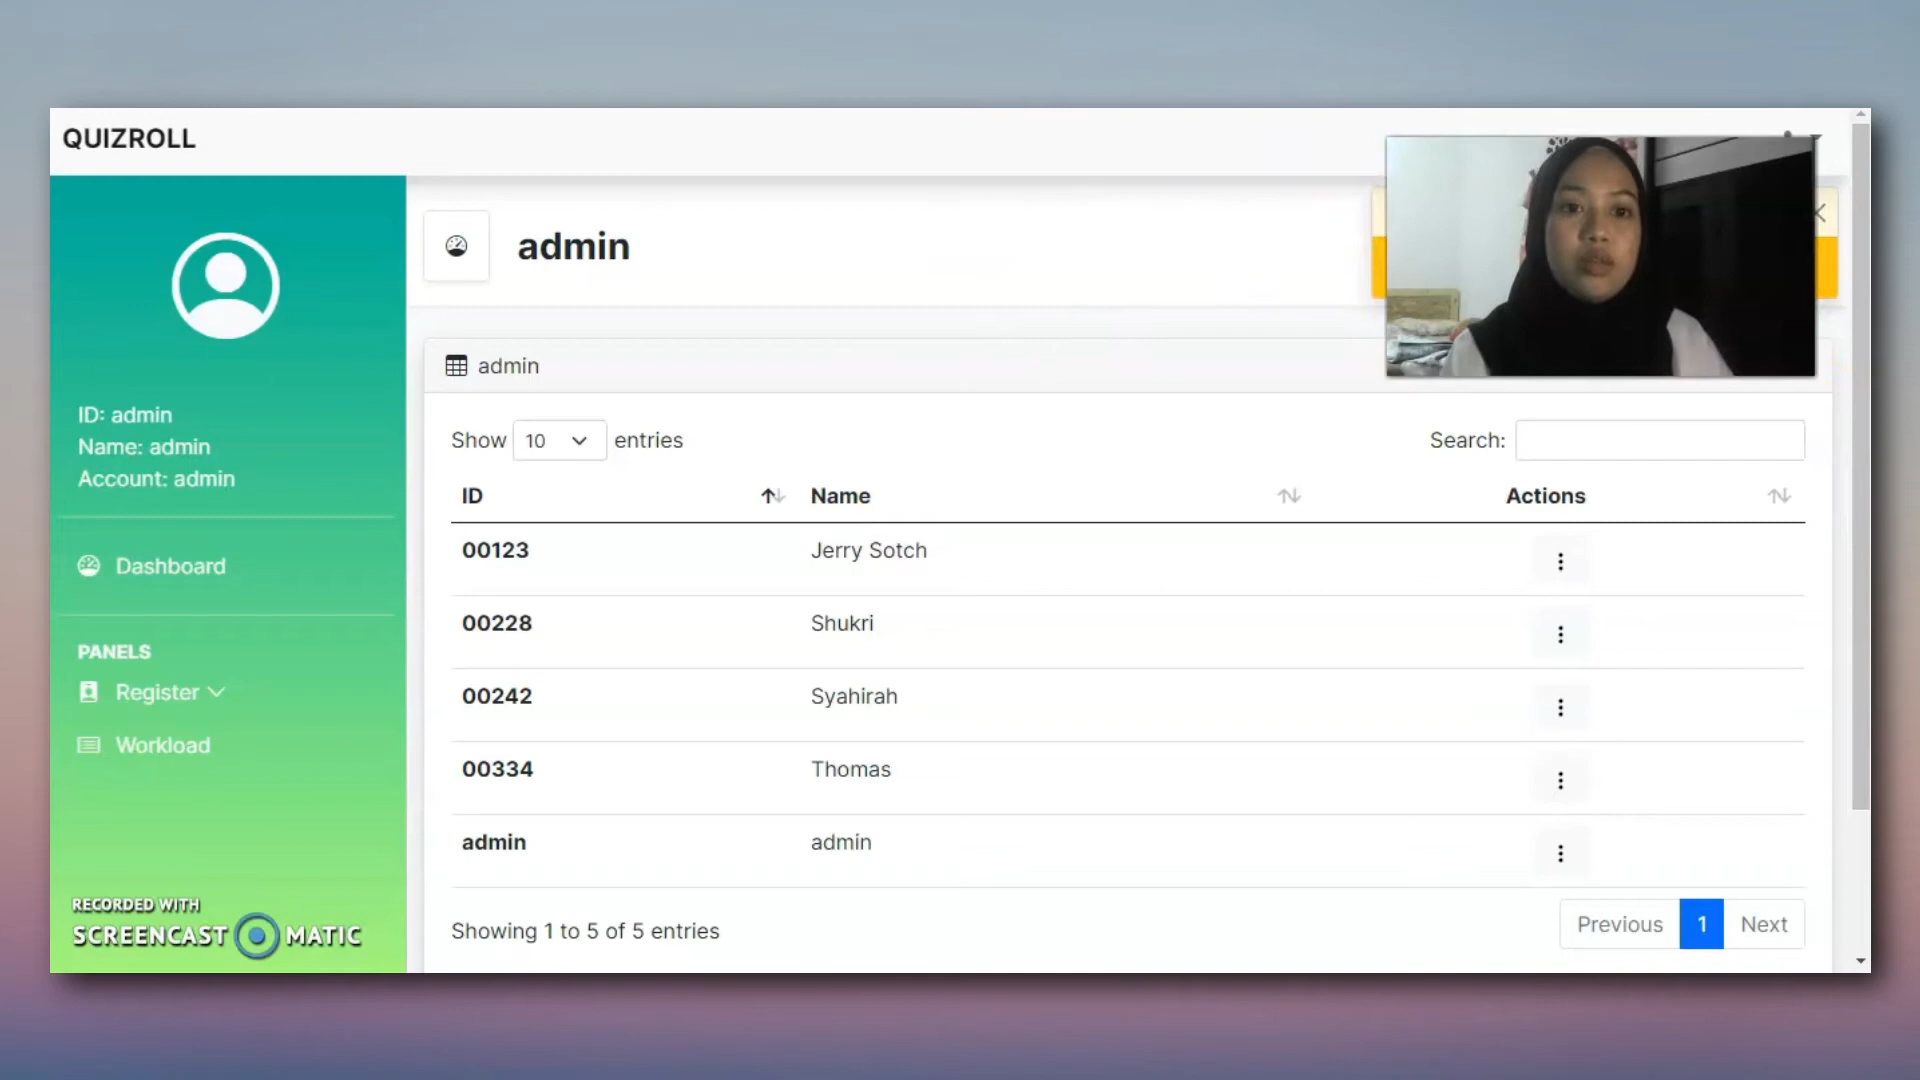 QUIZROLL
admin
ID: admin
Name: admin
Account: admin
Dashboard
PANELS
Register
Workload
RECORDED WITH
SCREENCAST MATIC
admin
Show 10 entries
Search:
ID Name Actions
00123 Jerry Sotch
00228 Shukri
00242 Syahirah
00334 Thomas
admin admin
Showing 1 to 5 of 5 entries
Previous 1 Next